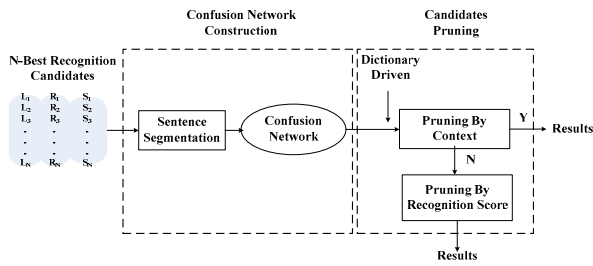 Confusion Network
Construction
Candidates
Pruning
N-Best Recognition
Candidates
L1 R1 S1
L2 R2 S2
L3 R3 S3
. . .
. . .
. . .
LN RN SN
Sentence
Segmentation
Confusion
Network
Dictionary
Driven
Pruning By
Context
Y
Results
N
Pruning By
Recognition Score
Results